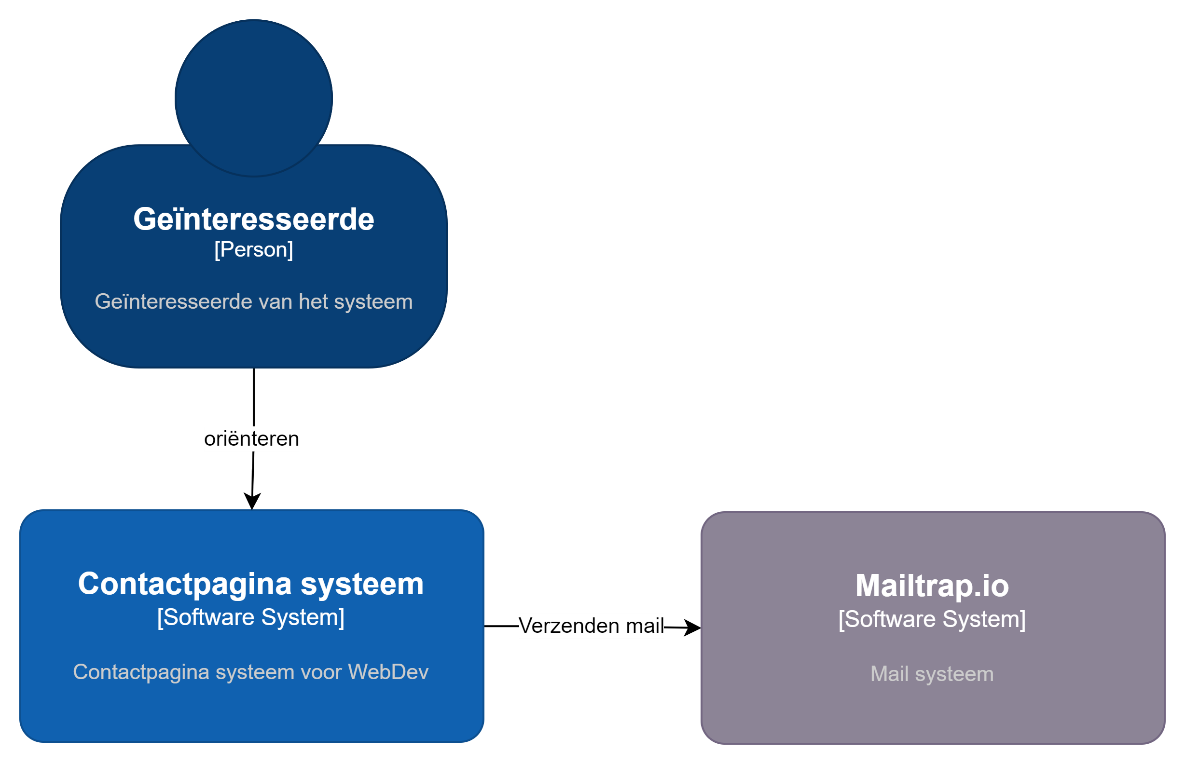 Geïnteresseerde
[Person]
Geïnteresseerde van het systeem
oriënteren
Contactpagina systeem
[Software System]
Contactpagina systeem voor WebDev
Verzenden mail
Mailtrap.io
[Software System]
Mail systeem